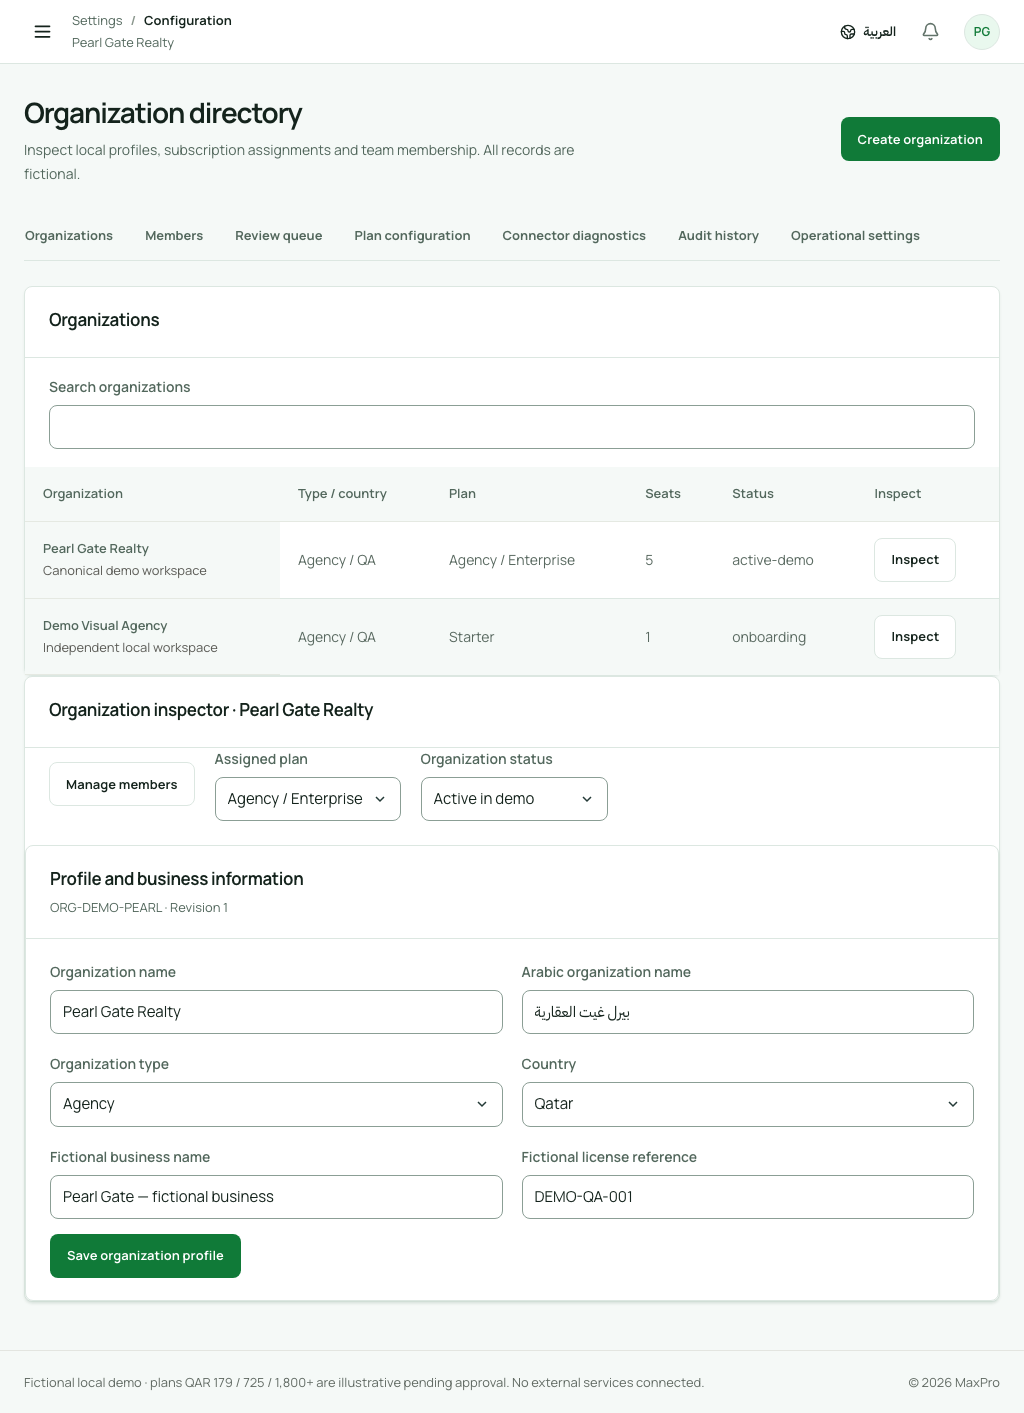 Settings / Configuration
Pearl Gate Realty
العربية
PG
Organization directory
Inspect local profiles, subscription assignments and team membership. All records are
fictional.
Create organization
Organizations Members Review queue Plan configuration Connector diagnostics Audit history Operational settings
Organizations
Search organizations
Organization Type / country Plan Seats Status Inspect
Pearl Gate Realty
Canonical demo workspace
Agency / QA Agency / Enterprise 5 active-demo Inspect
Demo Visual Agency
Independent local workspace
Agency / QA Starter 1 onboarding Inspect
Organization inspector · Pearl Gate Realty
Manage members
Assigned plan
Agency / Enterprise
Organization status
Active in demo
Profile and business information
ORG-DEMO-PEARL · Revision 1
Organization name
Pearl Gate Realty
Arabic organization name
بيرل غيت العقارية
Organization type
Agency
Country
Qatar
Fictional business name
Pearl Gate — fictional business
Fictional license reference
DEMO-QA-001
Save organization profile
Fictional local demo · plans QAR 179 / 725 / 1,800+ are illustrative pending approval. No external services connected.
© 2026 MaxPro